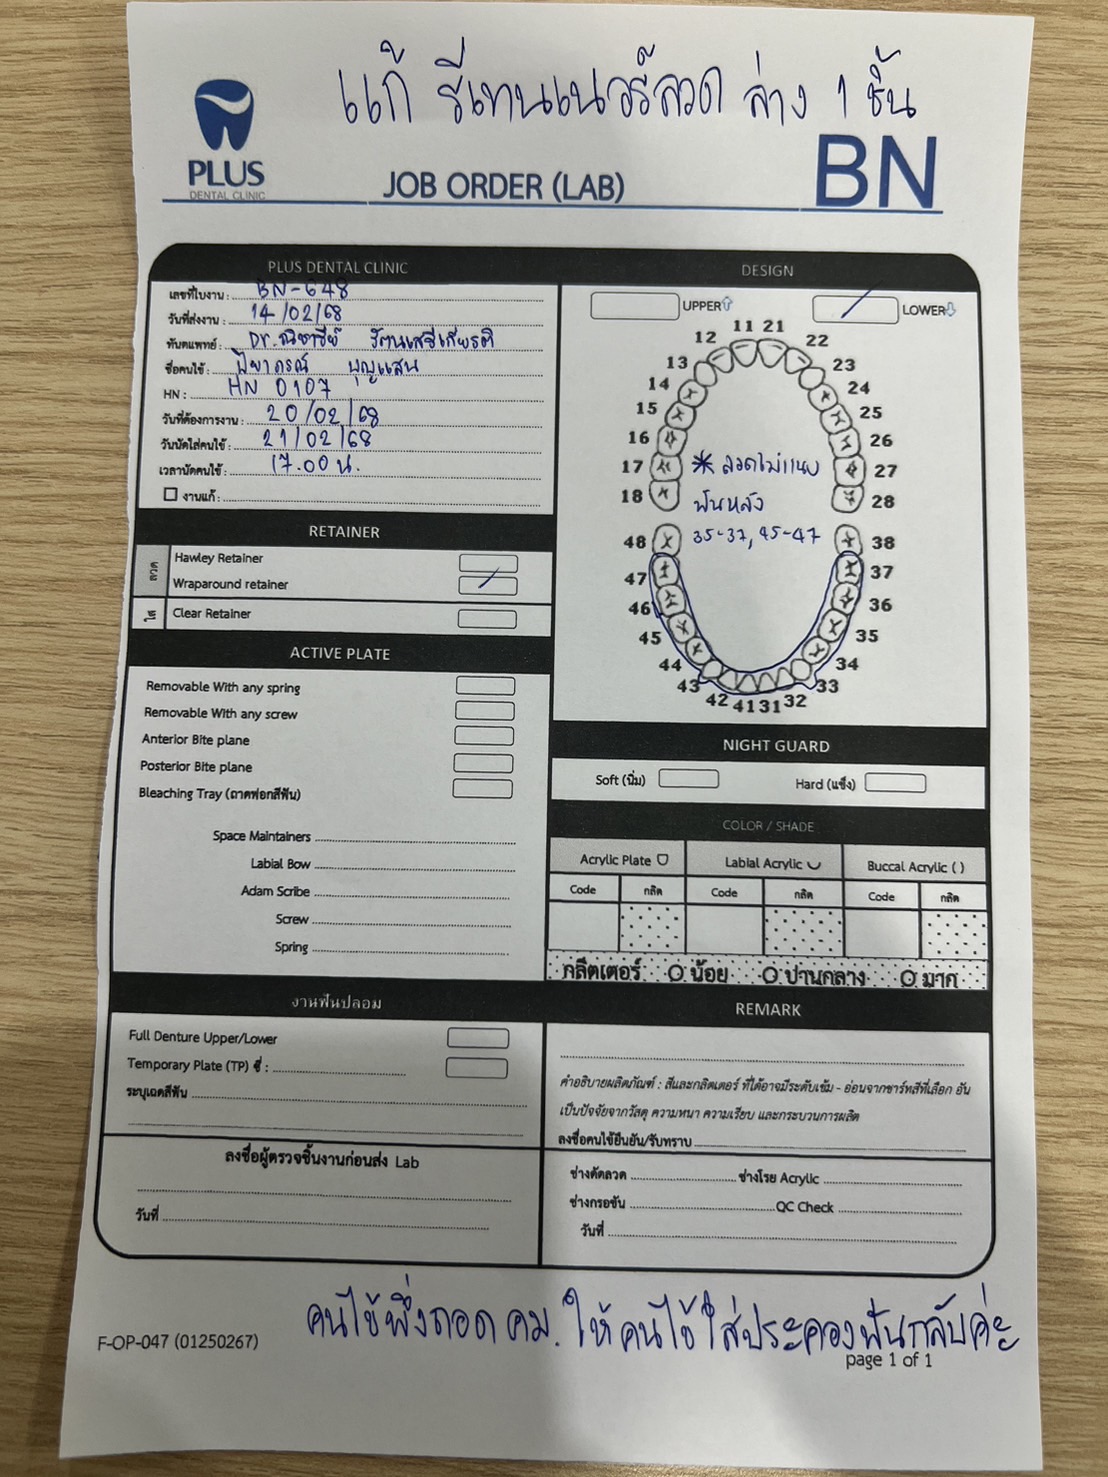 แก้ รีเทนเนอร์ลวด ล่าง 1 ชิ้น
PLUS
DENTAL CLINIC
JOB ORDER (LAB)
BN
PLUS DENTAL CLINIC
เลขที่ใบงาน : BN-648
วันที่ส่งงาน : 14/02/68
ทันตแพทย์ : Dr.
ชื่อคนไข้ : ปิยาภรณ์ บุญแสน
HN : HN 0107
วันที่ต้องการงาน : 20/02/68
วันนัดใส่คนไข้ : 21/02/68
เวลานัดคนไข้ : 17.00 น.
งานแก้ :
DESIGN
UPPER
LOWER
11 21
12 22
13 23
14 24
15 25
16 26
17 27
18 28
* ลวดไม่แนบ
ฟันหลัง
35-37, 45-47
48 38
47 37
46 36
45 35
44 34
43 33
42 41 31 32
RETAINER
ลวด
Hawley Retainer
Wraparound retainer
ใส
Clear Retainer
ACTIVE PLATE
Removable With any spring
Removable With any screw
Anterior Bite plane
Posterior Bite plane
Bleaching Tray (ถาดฟอกสีฟัน)
Space Maintainers
Labial Bow
Adam Scribe
Screw
Spring
NIGHT GUARD
Soft (นิ่ม)
Hard (แข็ง)
COLOR / SHADE
Acrylic Plate
Labial Acrylic
Buccal Acrylic ( )
Code กลิต Code กลิต Code กลิต
กลิตเตอร์ น้อย ปานกลาง มาก
งานฟันปลอม
Full Denture Upper/Lower
Temporary Plate (TP) ซี่ :
ระบุเฉดสีฟัน
REMARK
คำอธิบายผลิตภัณฑ์ : สีและกลิตเตอร์ ที่ได้อาจมีระดับเข้ม - อ่อนจากชาร์ทสีที่เลือก อัน
เป็นปัจจัยจากวัสดุ ความหนา ความเรียบ และกระบวนการผลิต
ลงชื่อคนไข้ยืนยัน/รับทราบ
ลงชื่อผู้ตรวจชิ้นงานก่อนส่ง Lab
วันที่
ช่างดัดลวด ช่างโรย Acrylic
ช่างกรอขัน QC Check
วันที่
คนไข้พึ่งถอด คม. ให้คนไข้ใส่ประคองฟันกลับค่ะ
F-OP-047 (01250267)
page 1 of 1